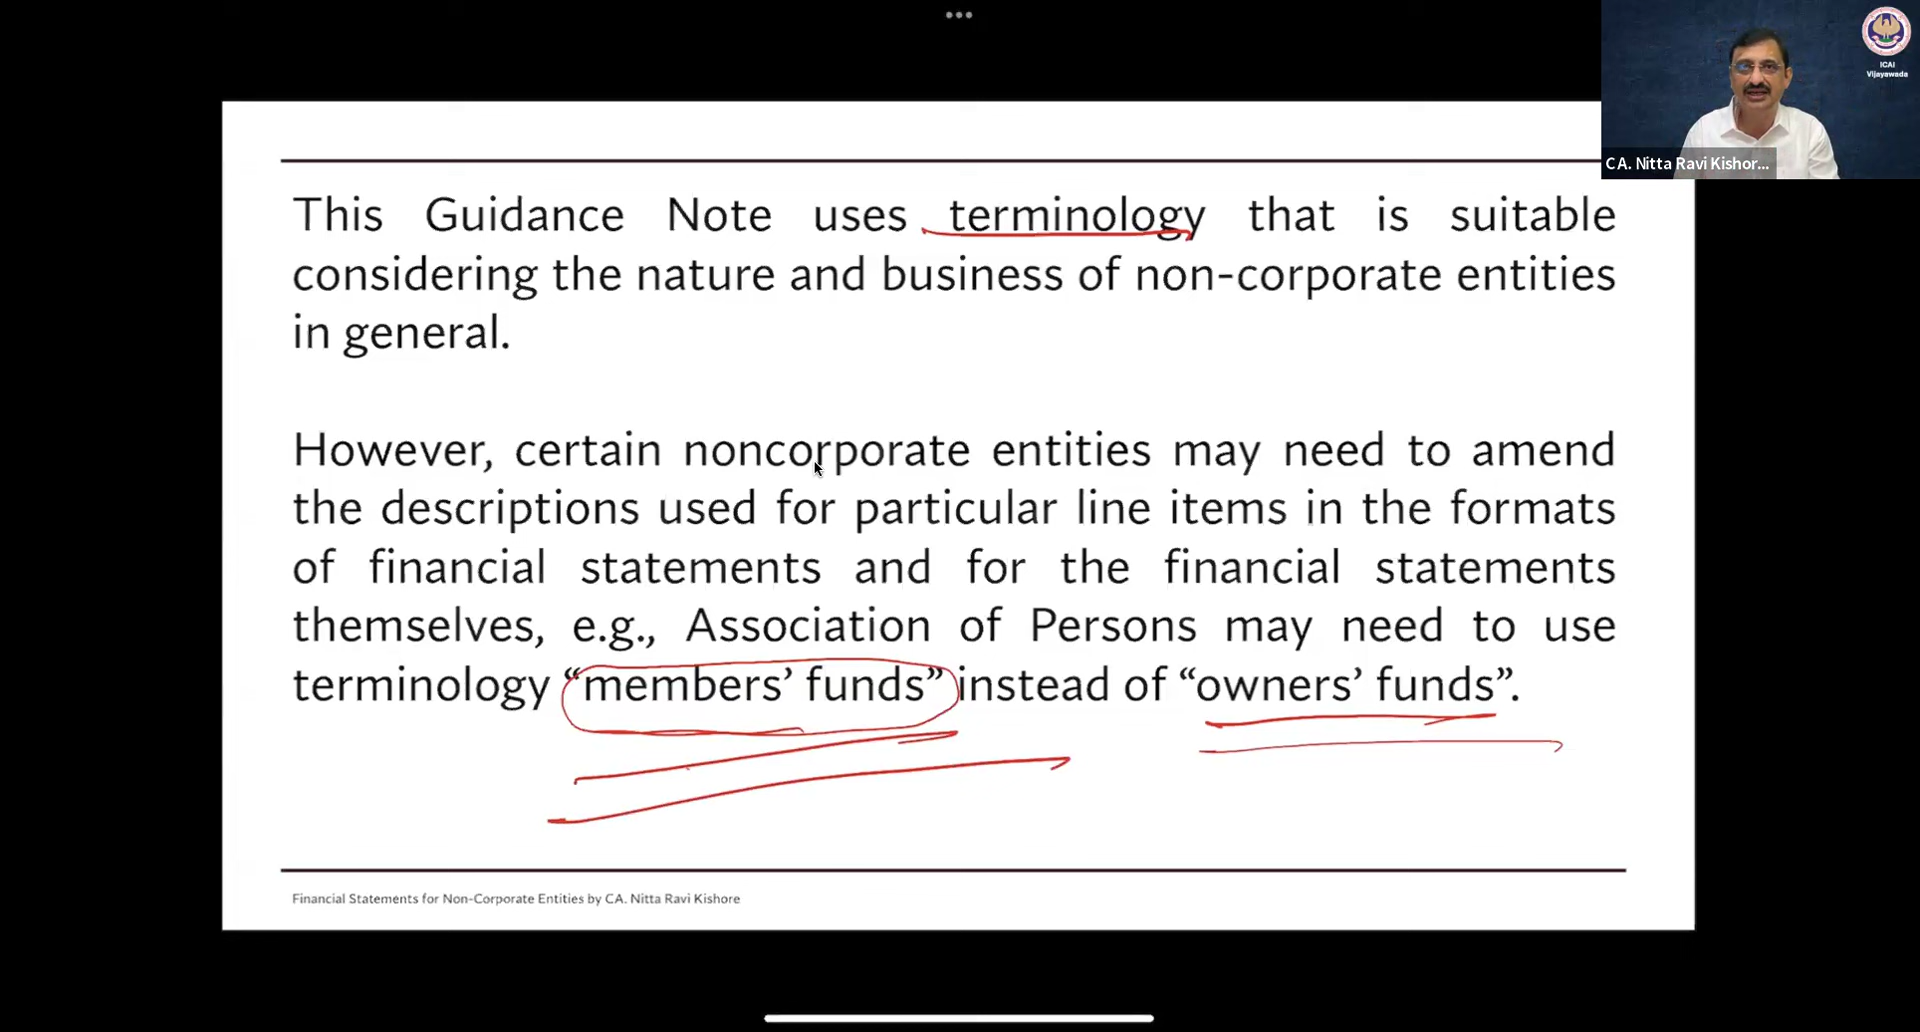 ICAI
Vijayawada
CA. Nitta Ravi Kishor...
This Guidance Note uses terminology that is suitable
considering the nature and business of non-corporate entities
in general.
However, certain noncorporate entities may need to amend
the descriptions used for particular line items in the formats
of financial statements and for the financial statements
themselves, e.g., Association of Persons may need to use
terminology “members’ funds” instead of “owners’ funds”.
Financial Statements for Non-Corporate Entities by CA. Nitta Ravi Kishore